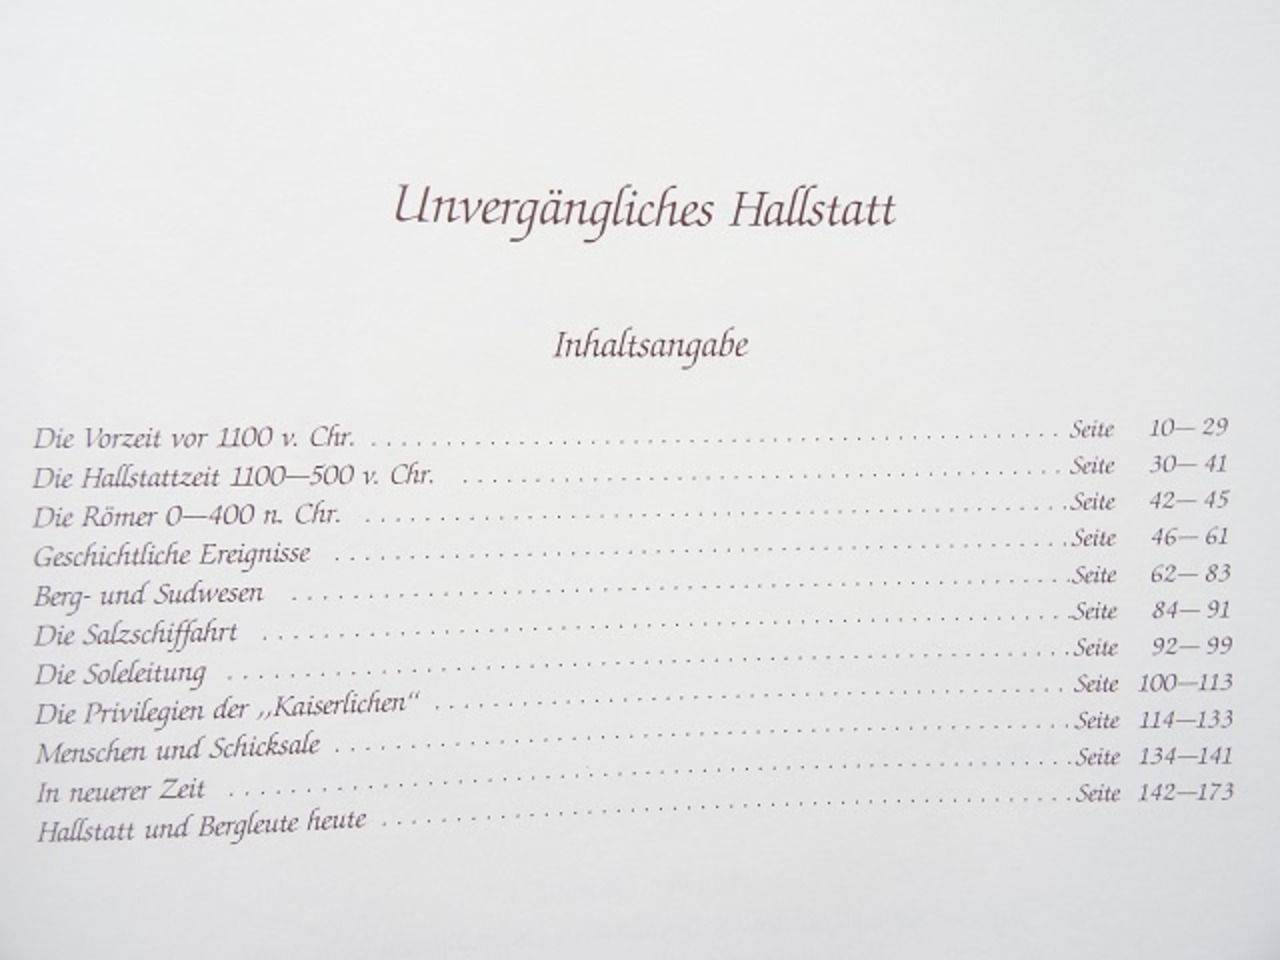 Unvergängliches Hallstatt
Inhaltsangabe
Die Vorzeit vor 1100 v. Chr. . . . . . . . . . . . . . . . . . . . Seite 10—29
Die Hallstattzeit 1100—500 v. Chr. . . . . . . . . . . . . . . . . . . . Seite 30—41
Die Römer 0—400 n. Chr. . . . . . . . . . . . . . . . . . . . Seite 42—45
Geschichtliche Ereignisse . . . . . . . . . . . . . . . . . . . . Seite 46—61
Berg- und Sudwesen . . . . . . . . . . . . . . . . . . . . Seite 62—83
Die Salzschiffahrt . . . . . . . . . . . . . . . . . . . . Seite 84—91
Die Soleleitung . . . . . . . . . . . . . . . . . . . . Seite 92—99
Die Privilegien der „Kaiserlichen“ . . . . . . . . . . . . . . . . . . . . Seite 100—113
Menschen und Schicksale . . . . . . . . . . . . . . . . . . . . Seite 114—133
In neuerer Zeit . . . . . . . . . . . . . . . . . . . . Seite 134—141
Hallstatt und Bergleute heute . . . . . . . . . . . . . . . . . . . . Seite 142—173